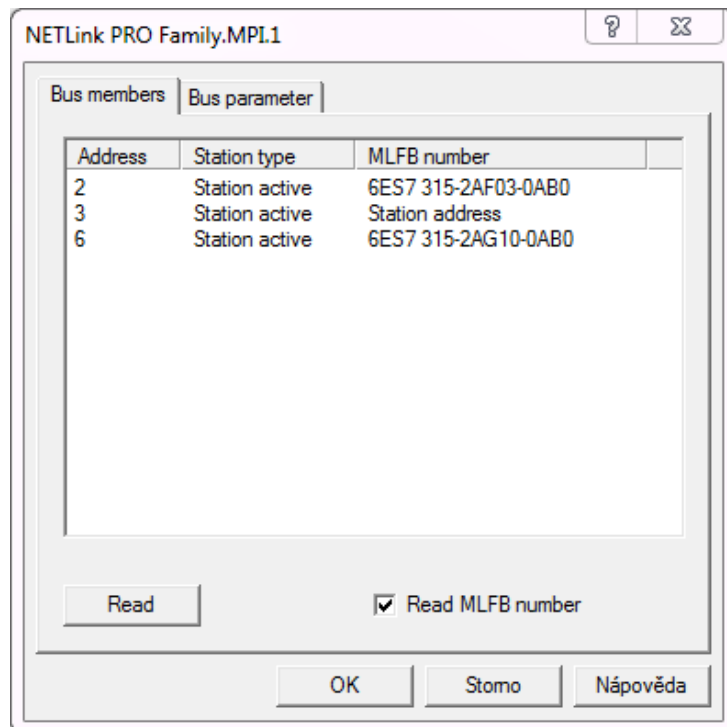 NETLink PRO Family.MPI.1
Bus members Bus parameter
Address Station type MLFB number
2 Station active 6ES7 315-2AF03-0AB0
3 Station active Station address
6 Station active 6ES7 315-2AG10-0AB0
Read Read MLFB number
OK Storno Nápověda